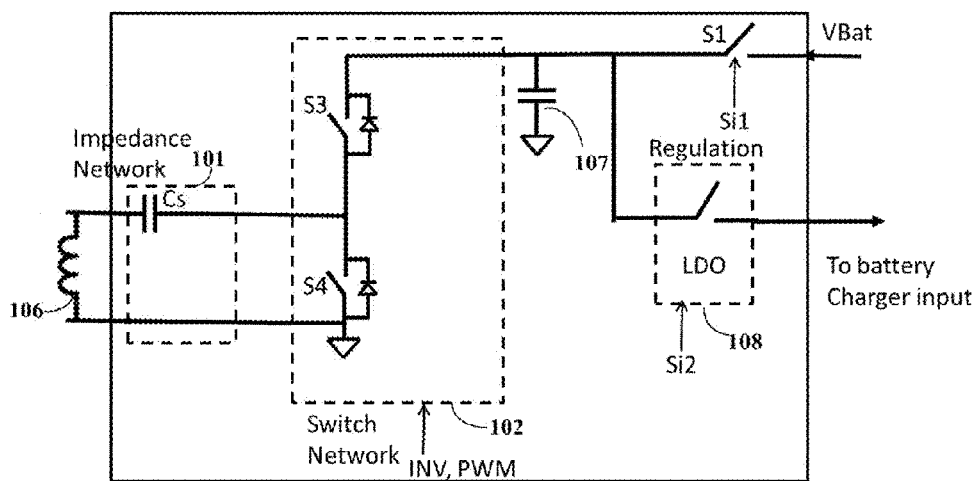 S1
VBat
S3
Si1
Impedance
Network
101
Cs
107
Regulation
S4
LDO
To battery
Charger input
106
108
Si2
Switch
Network
102
INV, PWM